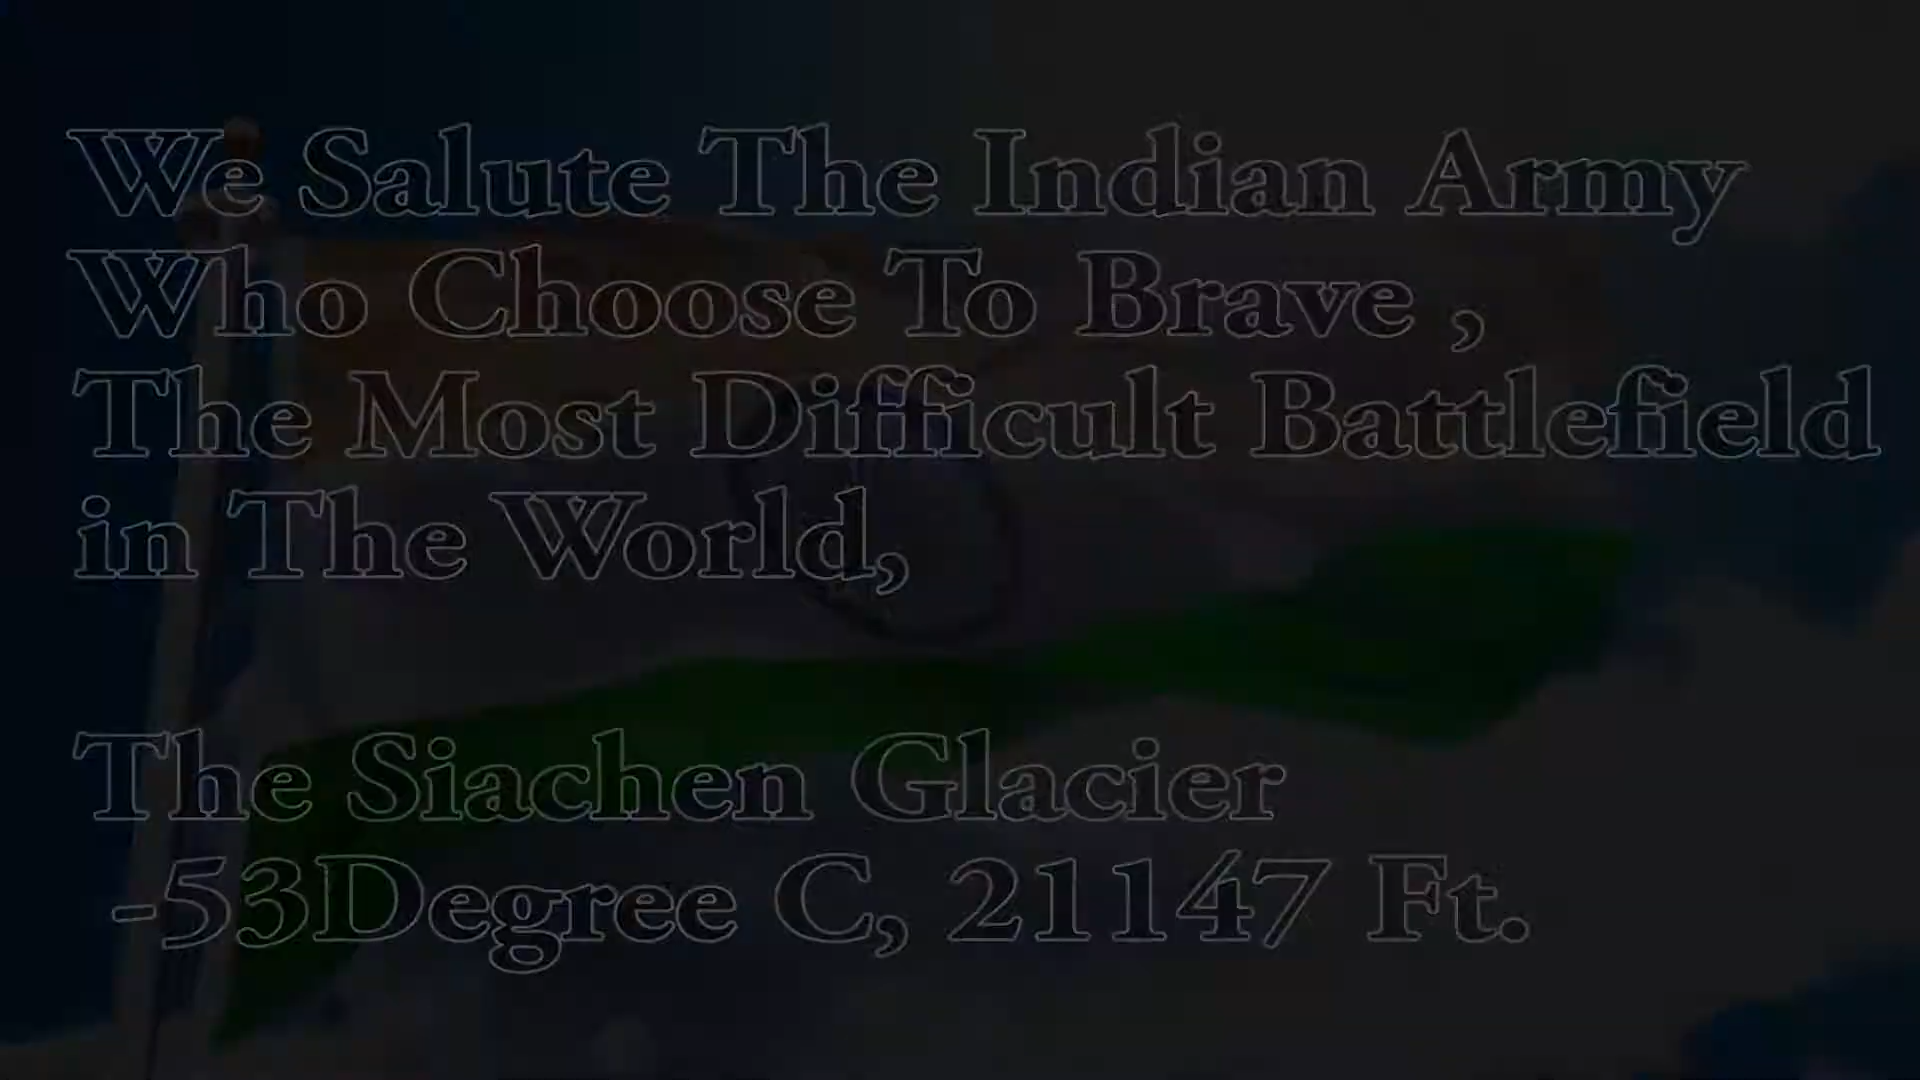 We Salute The Indian Army
Who Choose To Brave ,
The Most Difficult Battlefield
in The World,
The Siachen Glacier
-53Degree C, 21147 Ft.